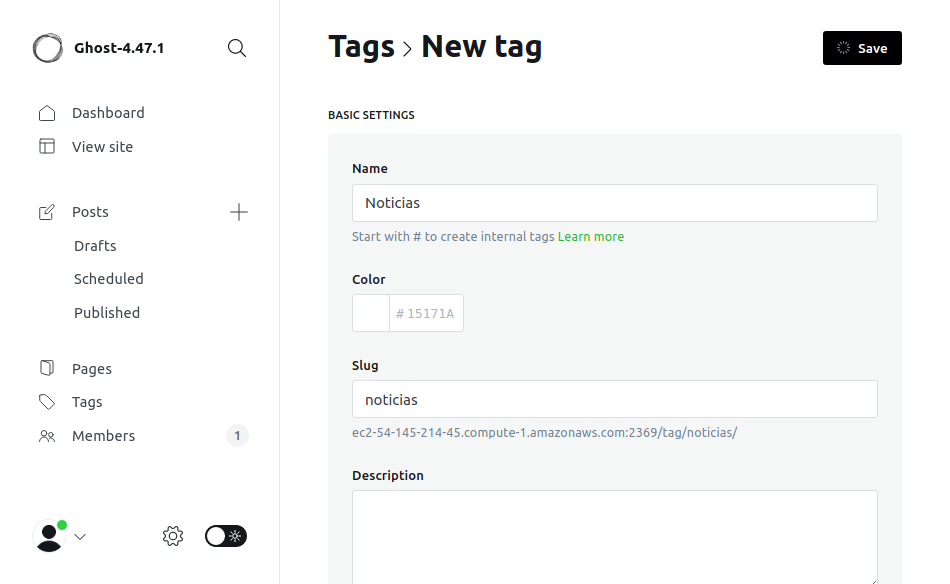 Ghost-4.47.1
Dashboard
View site
Posts
Drafts
Scheduled
Published
Pages
Tags
Members 1
Tags > New tag
Save
BASIC SETTINGS
Name
Noticias
Start with # to create internal tags Learn more
Color
# 15171A
Slug
noticias
ec2-54-145-214-45.compute-1.amazonaws.com:2369/tag/noticias/
Description